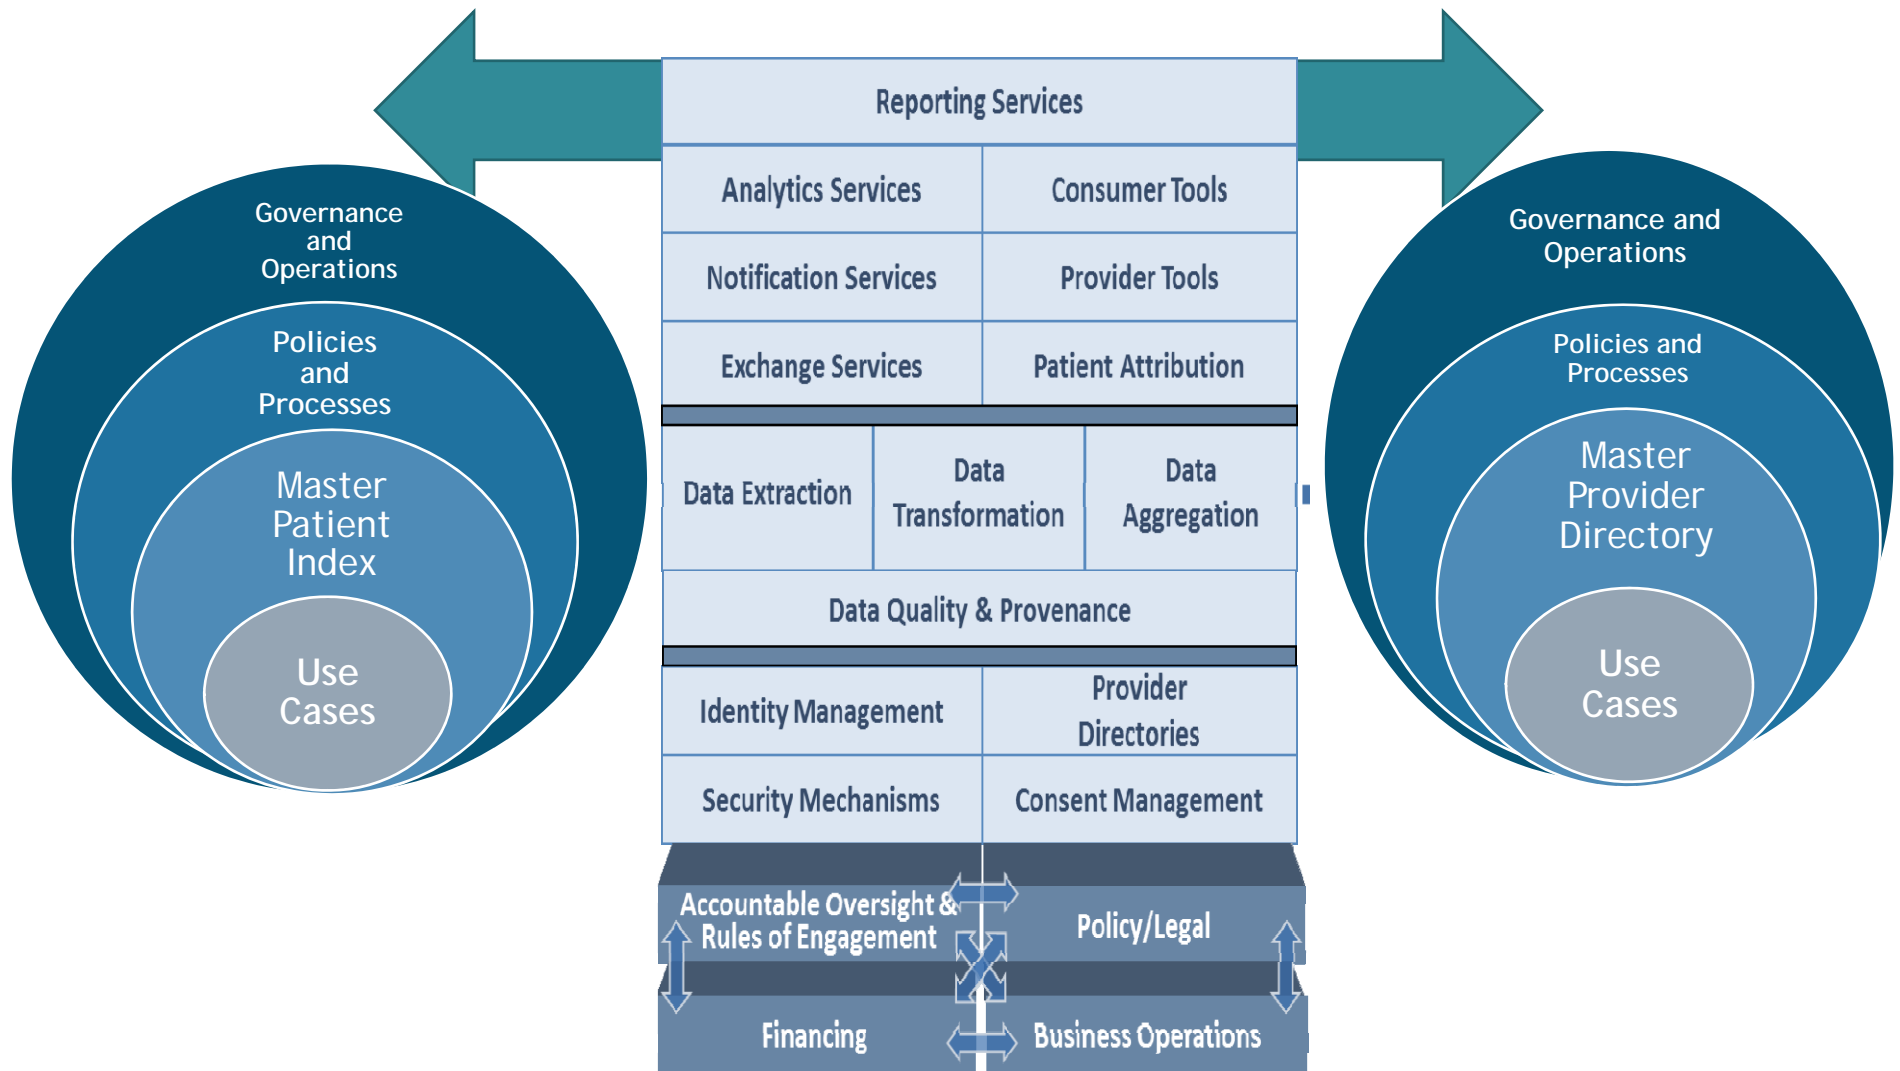 Reporting Services
Analytics Services
Consumer Tools
Notification Services
Provider Tools
Exchange Services
Patient Attribution
Data Extraction
Data
Transformation
Data
Aggregation
Data Quality & Provenance
Identity Management
Provider
Directories
Security Mechanisms
Consent Management
Accountable Oversight &
Rules of Engagement
Policy/Legal
Financing
Business Operations
Governance
and
Operations
Policies
and
Processes
Master
Patient
Index
Use
Cases
Governance and
Operations
Policies and
Processes
Master
Provider
Directory
Use
Cases